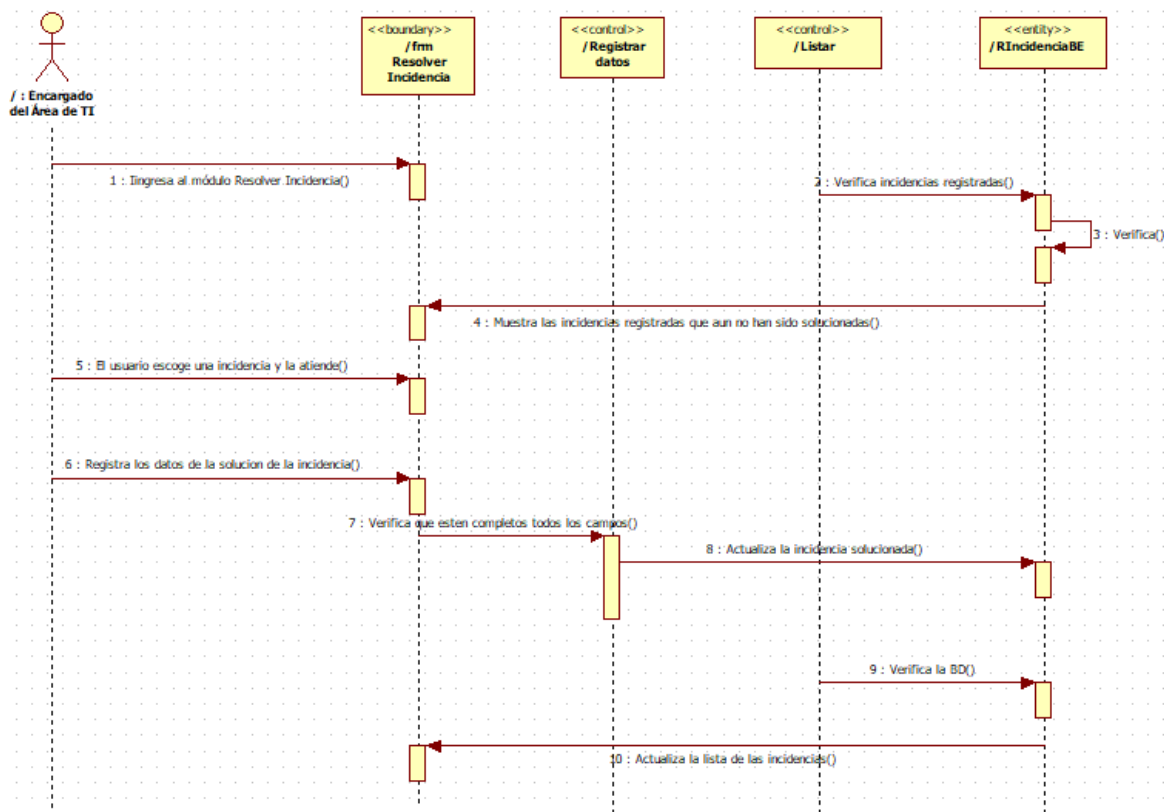 <<boundary>>
/frm
Resolver
Incidencia
<<control>>
/Registrar
datos
<<control>>
/Listar
<<entity>>
/RIncidenciaBE
/ : Encargado
del Área de TI
1 : Iingresa al módulo Resolver Incidencia()
2 : Verifica incidencias registradas()
3 : Verifica()
4 : Muestra las incidencias registradas que aun no han sido solucionadas()
5 : El usuario escoge una incidencia y la atiende()
6 : Registra los datos de la solucion de la incidencia()
7 : Verifica que esten completos todos los campos()
8 : Actualiza la incidencia solucionada()
9 : Verifica la BD()
10 : Actualiza la lista de las incidencias()